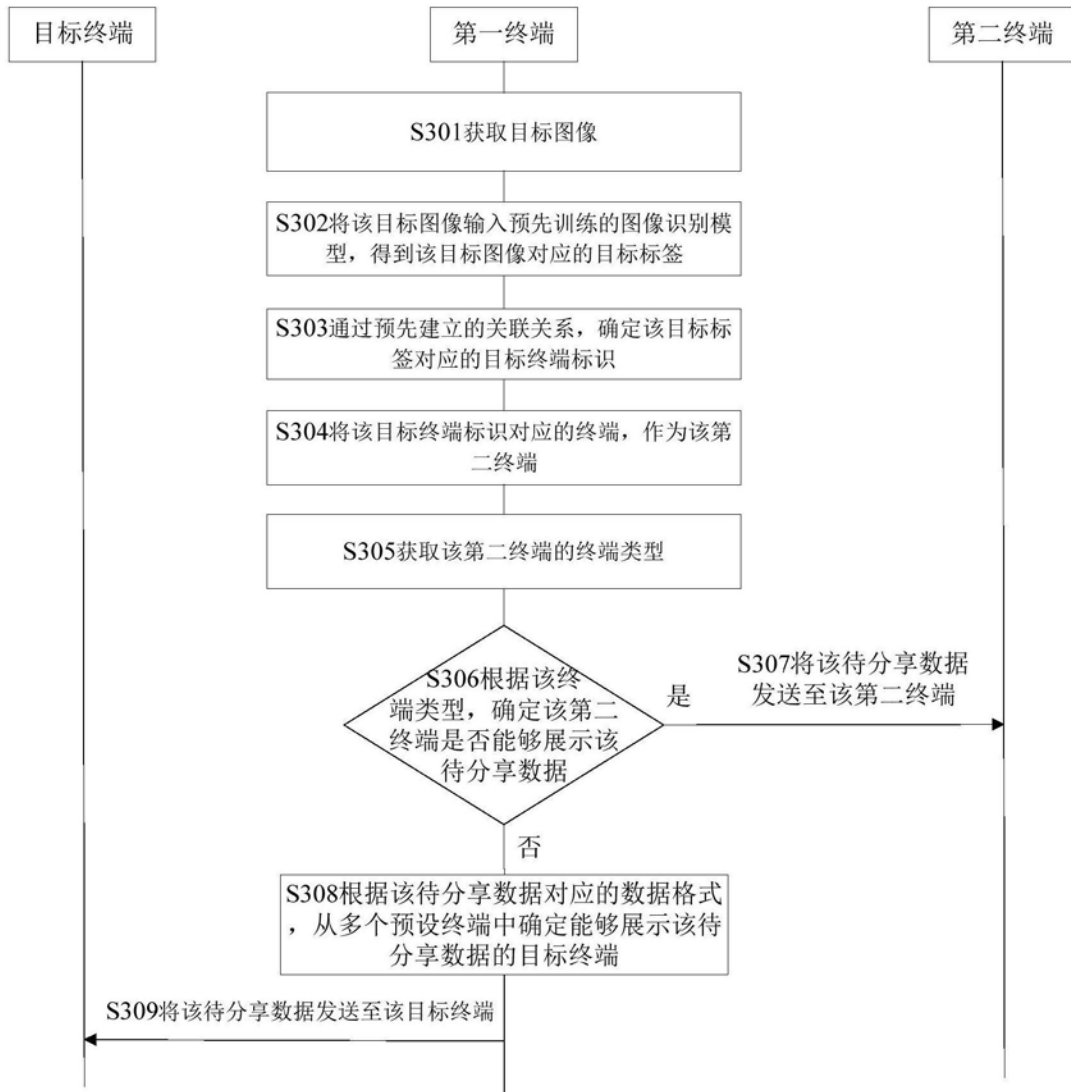 目标终端
第一终端
第二终端
S301获取目标图像
S302将该目标图像输入预先训练的图像识别模
型，得到该目标图像对应的目标标签
S303通过预先建立的关联关系，确定该目标标
签对应的目标终端标识
S304将该目标终端标识对应的终端，作为该第
二终端
S305获取该第二终端的终端类型
S306根据该终
端类型，确定该第二
终端是否能够展示该
待分享数据
是
S307将该待分享数据
发送至该第二终端
否
S308根据该待分享数据对应的数据格式
，从多个预设终端中确定能够展示该待
分享数据的目标终端
S309将该待分享数据发送至该目标终端